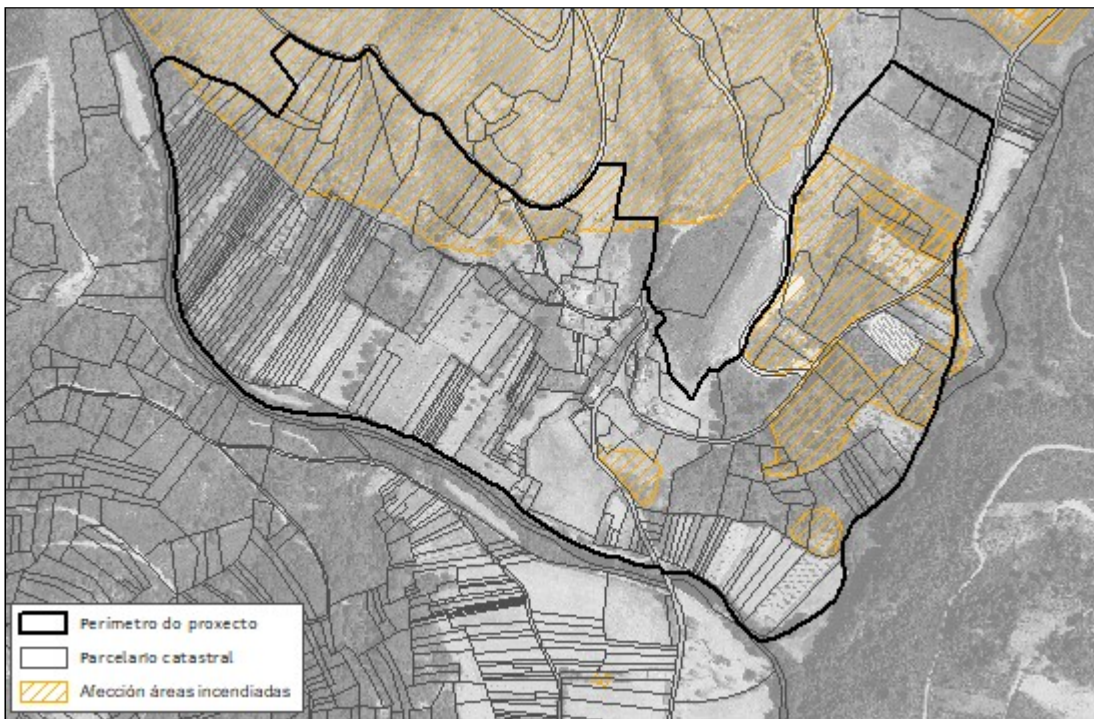 Perímetro do proxecto
Parcelario catastral
Afección áreas incendiadas